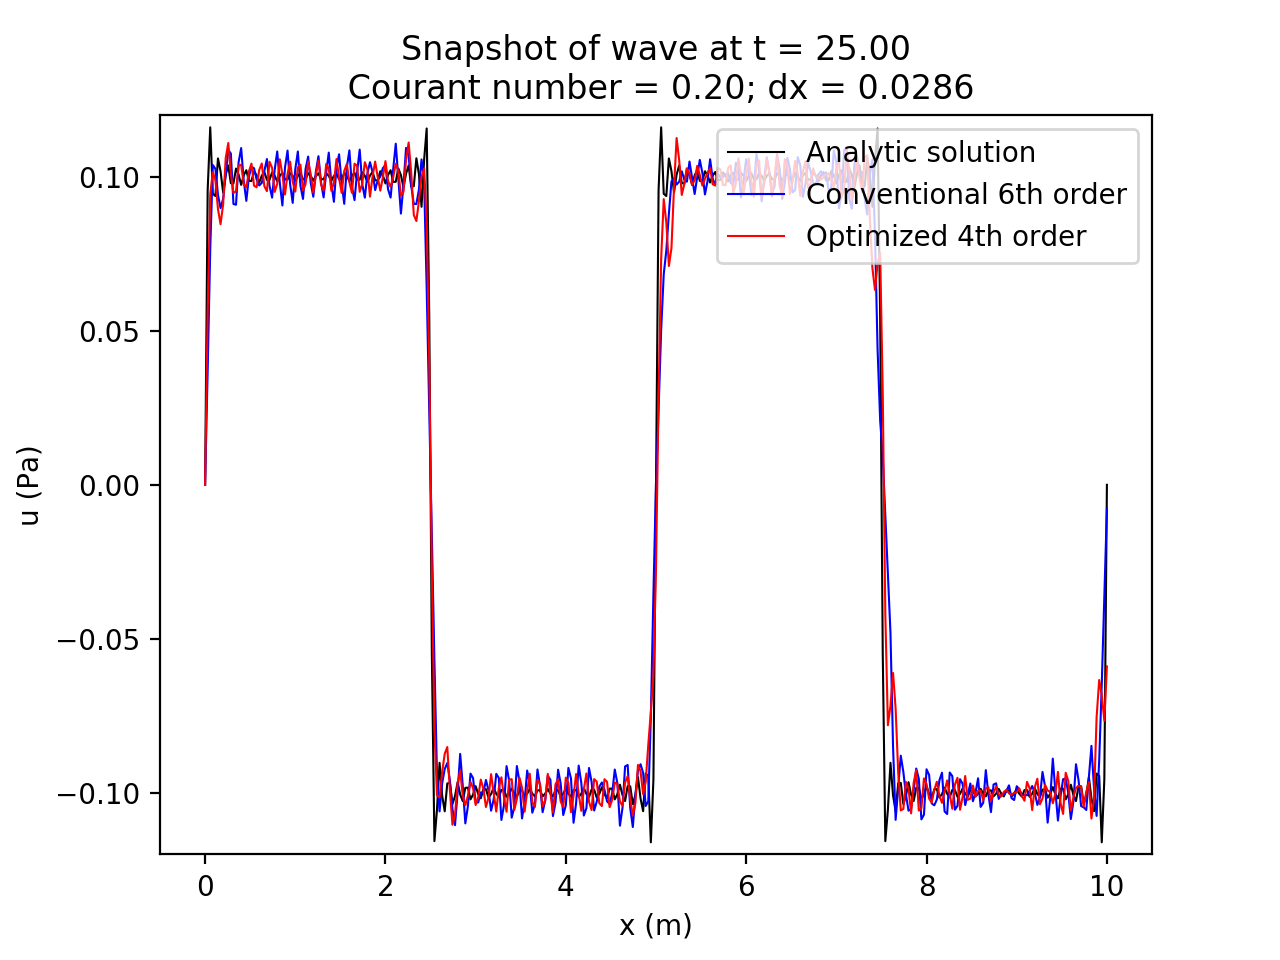 Snapshot of wave at t = 25.00
Courant number = 0.20; dx = 0.0286
Analytic solution
Conventional 6th order
Optimized 4th order
0.10
0.05
0.00
−0.05
−0.10
u (Pa)
0 2 4 6 8 10
x (m)